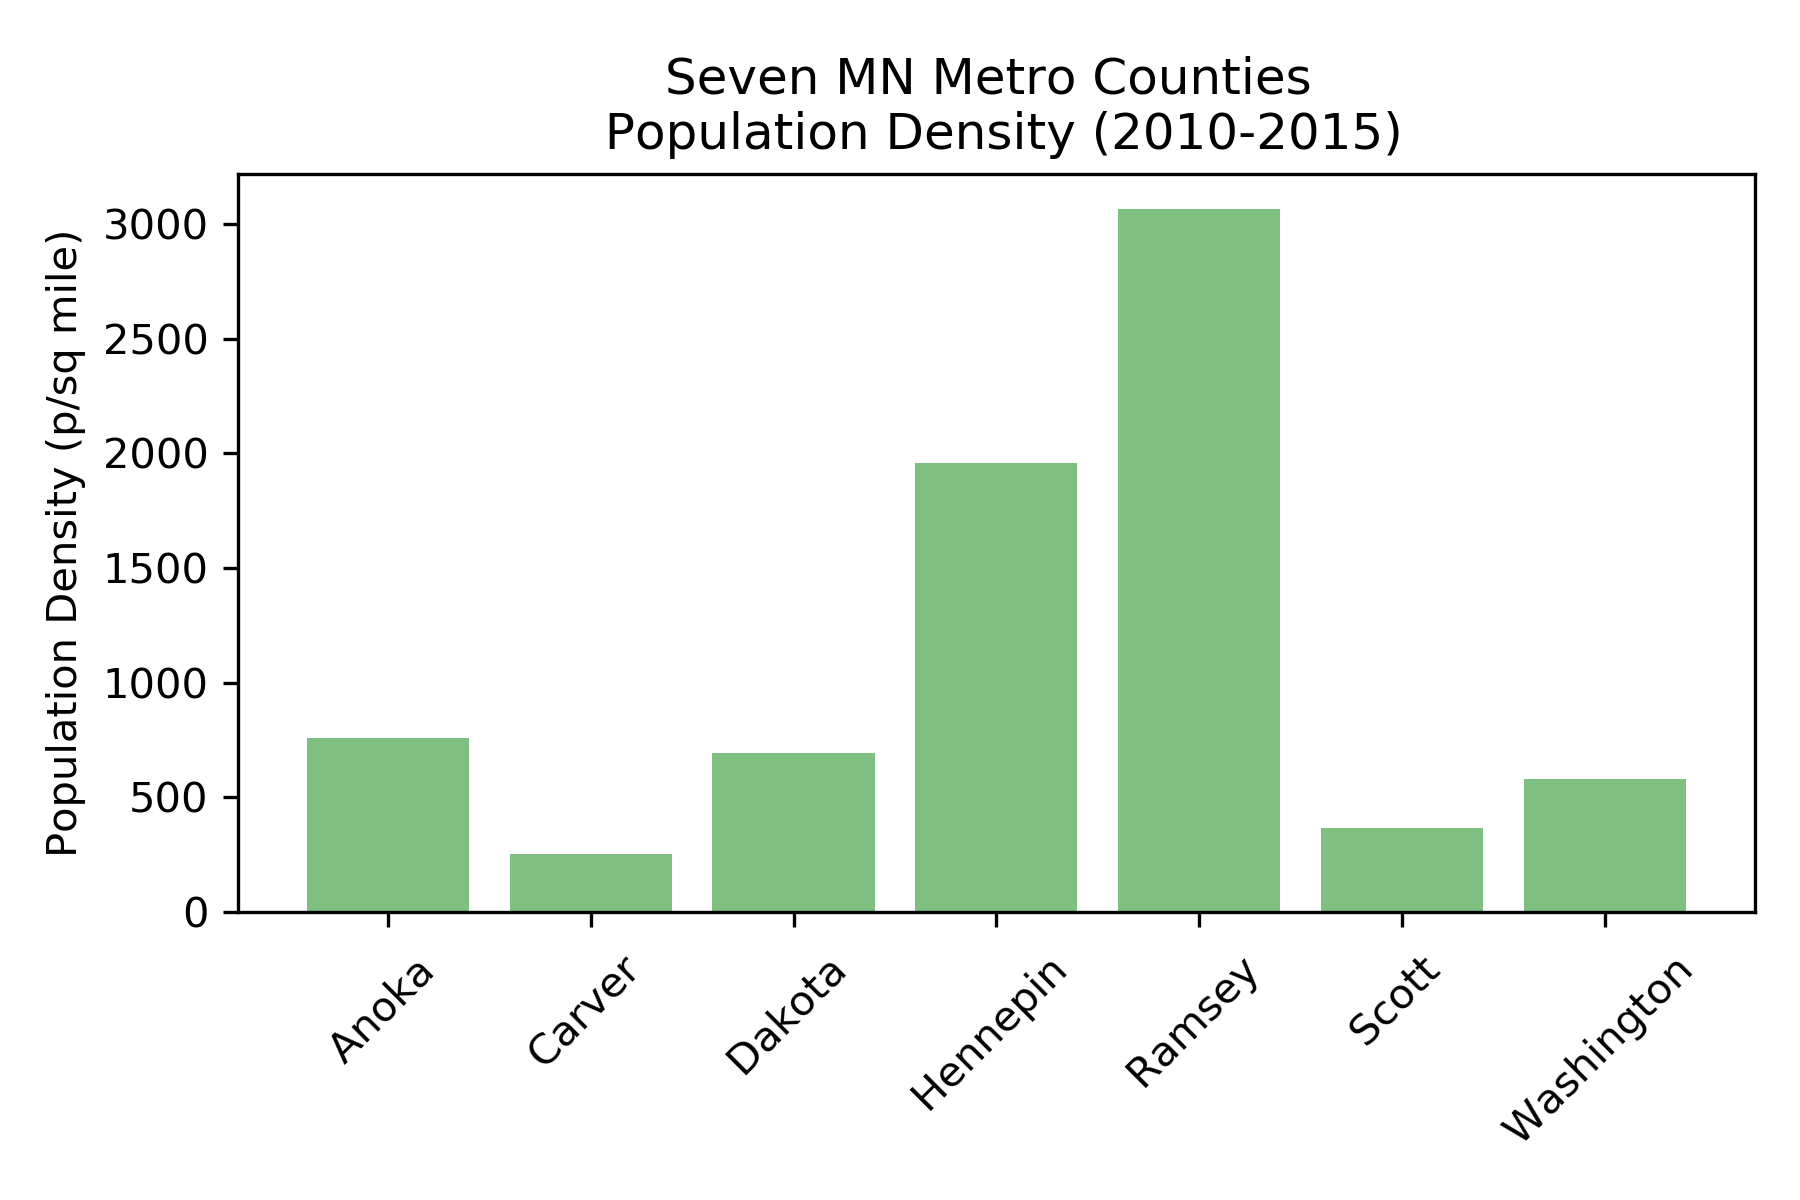 Seven MN Metro Counties
Population Density (2010-2015)
Population Density (p/sq mile)
3000
2500
2000
1500
1000
500
0
Anoka
Carver
Dakota
Hennepin
Ramsey
Scott
Washington